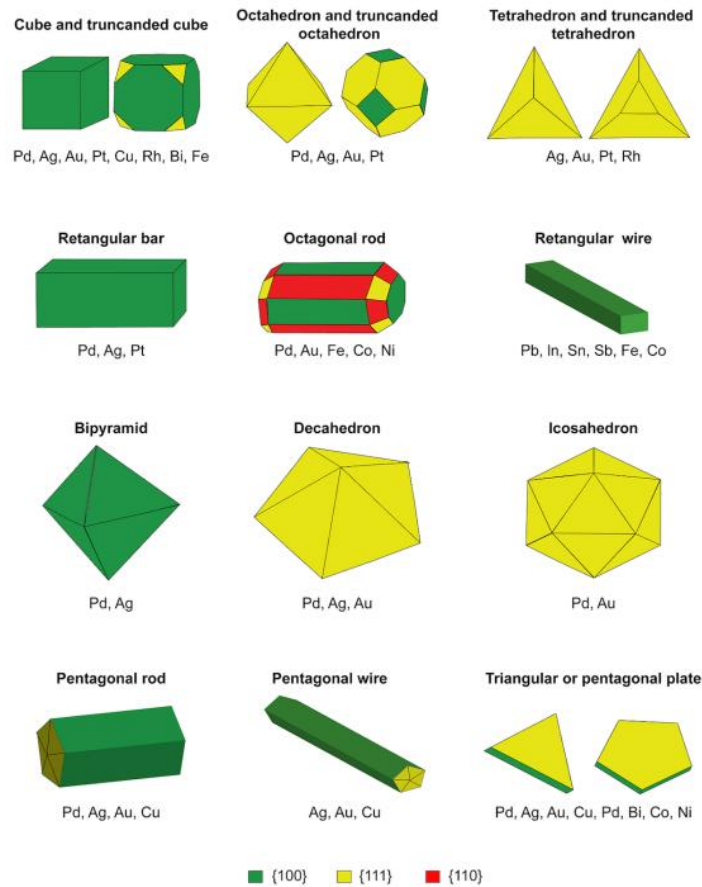 Cube and truncanded cube
Octahedron and truncanded
octahedron
Tetrahedron and truncanded
tetrahedron
Pd, Ag, Au, Pt, Cu, Rh, Bi, Fe
Pd, Ag, Au, Pt
Ag, Au, Pt, Rh
Retangular bar
Octagonal rod
Retangular wire
Pd, Ag, Pt
Pd, Au, Fe, Co, Ni
Pb, In, Sn, Sb, Fe, Co
Bipyramid
Decahedron
Icosahedron
Pd, Ag
Pd, Ag, Au
Pd, Au
Pentagonal rod
Pentagonal wire
Triangular or pentagonal plate
Pd, Ag, Au, Cu
Ag, Au, Cu
Pd, Ag, Au, Cu, Pd, Bi, Co, Ni
{100} {111} {110}